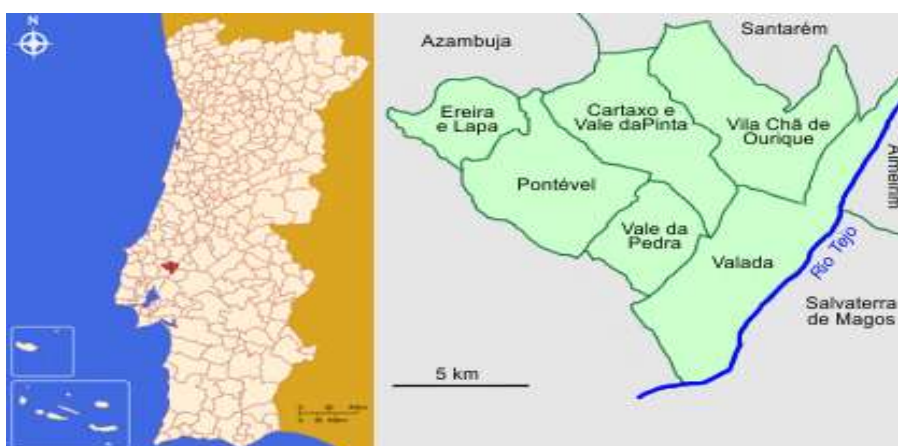 N
Azambuja
Santarém
Ereira
e Lapa
Cartaxo e
Vale daPinta
Vila Chã de
Ourique
Almeirim
Pontével
Vale da
Pedra
Valada
Rio Tejo
Salvaterra
de Magos
5 km